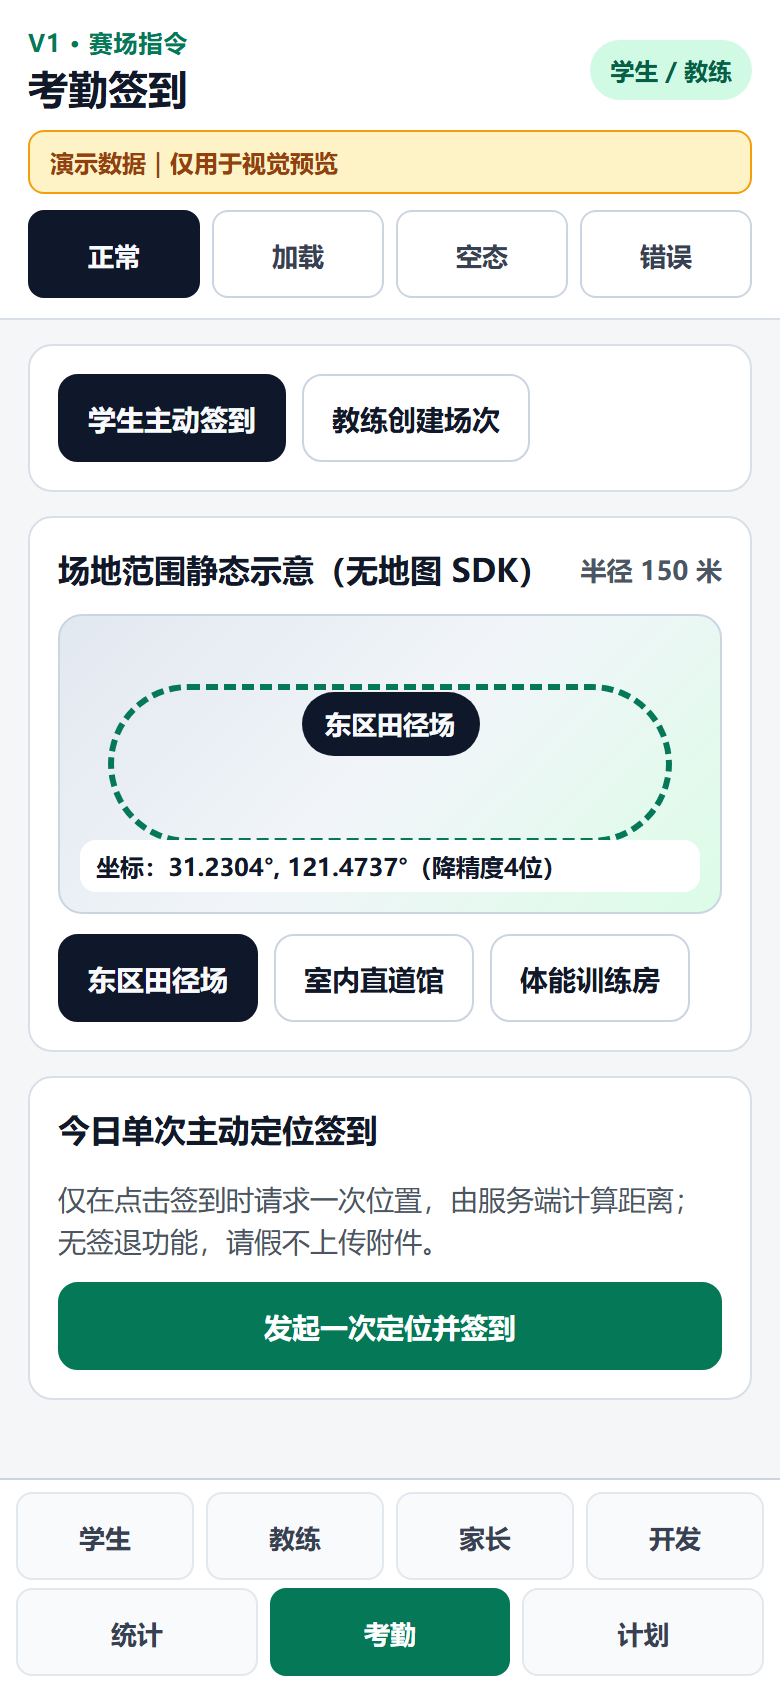 V1 · 赛场指令
考勤签到
学生 / 教练
演示数据｜仅用于视觉预览
正常
加载
空态
错误
学生主动签到
教练创建场次
场地范围静态示意（无地图 SDK）
半径 150 米
东区田径场
坐标：31.2304°, 121.4737°（降精度4位）
东区田径场
室内直道馆
体能训练房
今日单次主动定位签到
仅在点击签到时请求一次位置，由服务端计算距离；
无签退功能，请假不上传附件。
发起一次定位并签到
学生
教练
家长
开发
统计
考勤
计划